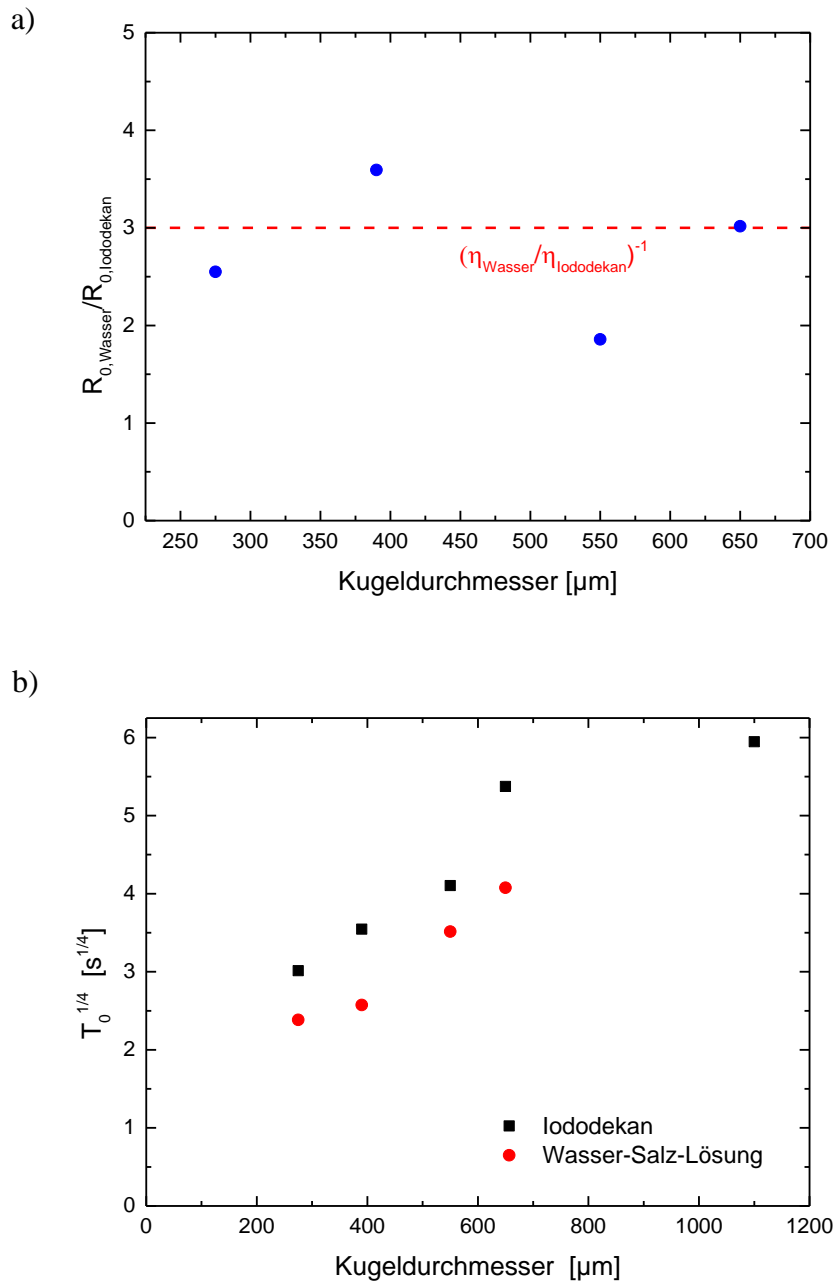 a)
5
4
3
2
1
0
R0,Wasser/R0,Iododekan
(ηWasser/ηIododekan)-1
250 300 350 400 450 500 550 600 650 700
Kugeldurchmesser [µm]
b)
6
5
4
3
2
1
0
T0 1/4 [s1/4]
Iododekan
Wasser-Salz-Lösung
0 200 400 600 800 1000 1200
Kugeldurchmesser [µm]